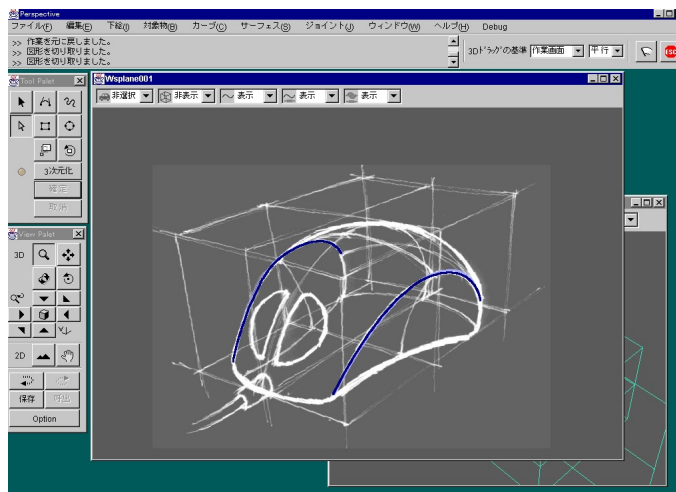 Perspective
ファイル(F) 編集(E) 下絵(I) 対象物(B) カーブ(C) サーフェス(S) ジョイント(J) ウィンドウ(W) ヘルプ(H) Debug
>> 作業を元に戻しました。
>> 図形を切り取りました。
>> 図形を切り取りました。
3Dドラッグの基準 作業画面 平行
Tool Palet
Wsplane001
非選択 非表示 表示 表示 表示
3次元化
確定
取消
View Palet
3D
2D
保存 呼出
Option